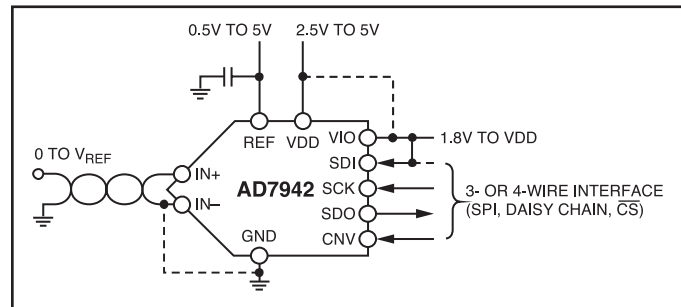 0.5V TO 5V 2.5V TO 5V
REF VDD VIO 1.8V TO VDD
0 TO VREF
IN+ SDI
AD7942 SCK 3- OR 4-WIRE INTERFACE
IN– SDO (SPI, DAISY CHAIN, CS)
GND CNV